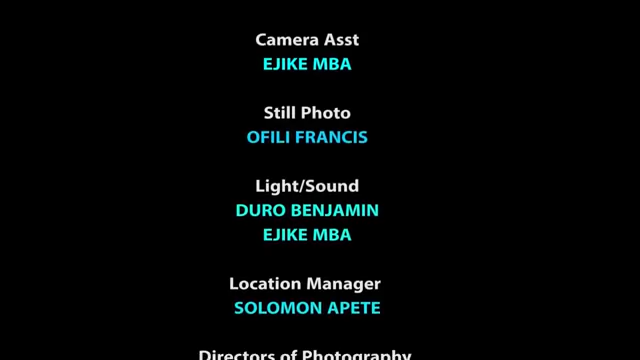 Camera Asst
EJIKE MBA
Still Photo
OFILI FRANCIS
Light/Sound
DURO BENJAMIN
EJIKE MBA
Location Manager
SOLOMON APETE
Directors of Photography